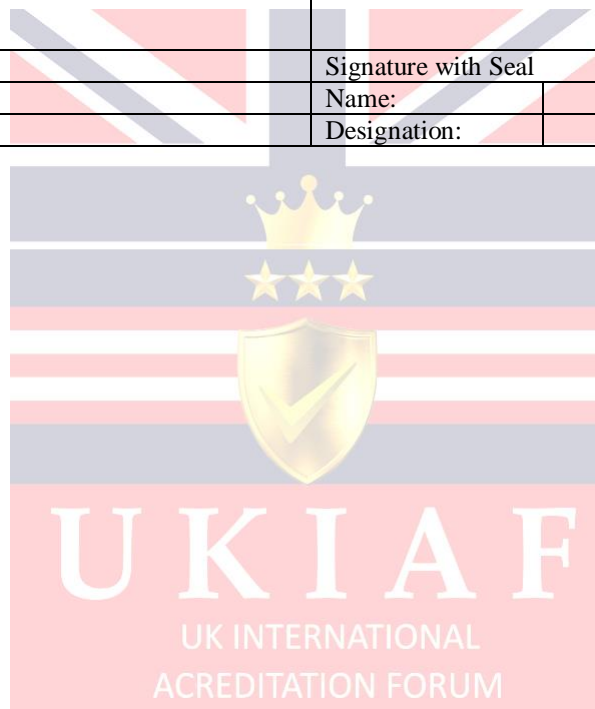 Signature with Seal
Name:
Designation:
UKIAF
UK INTERNATIONAL
ACREDITATION FORUM